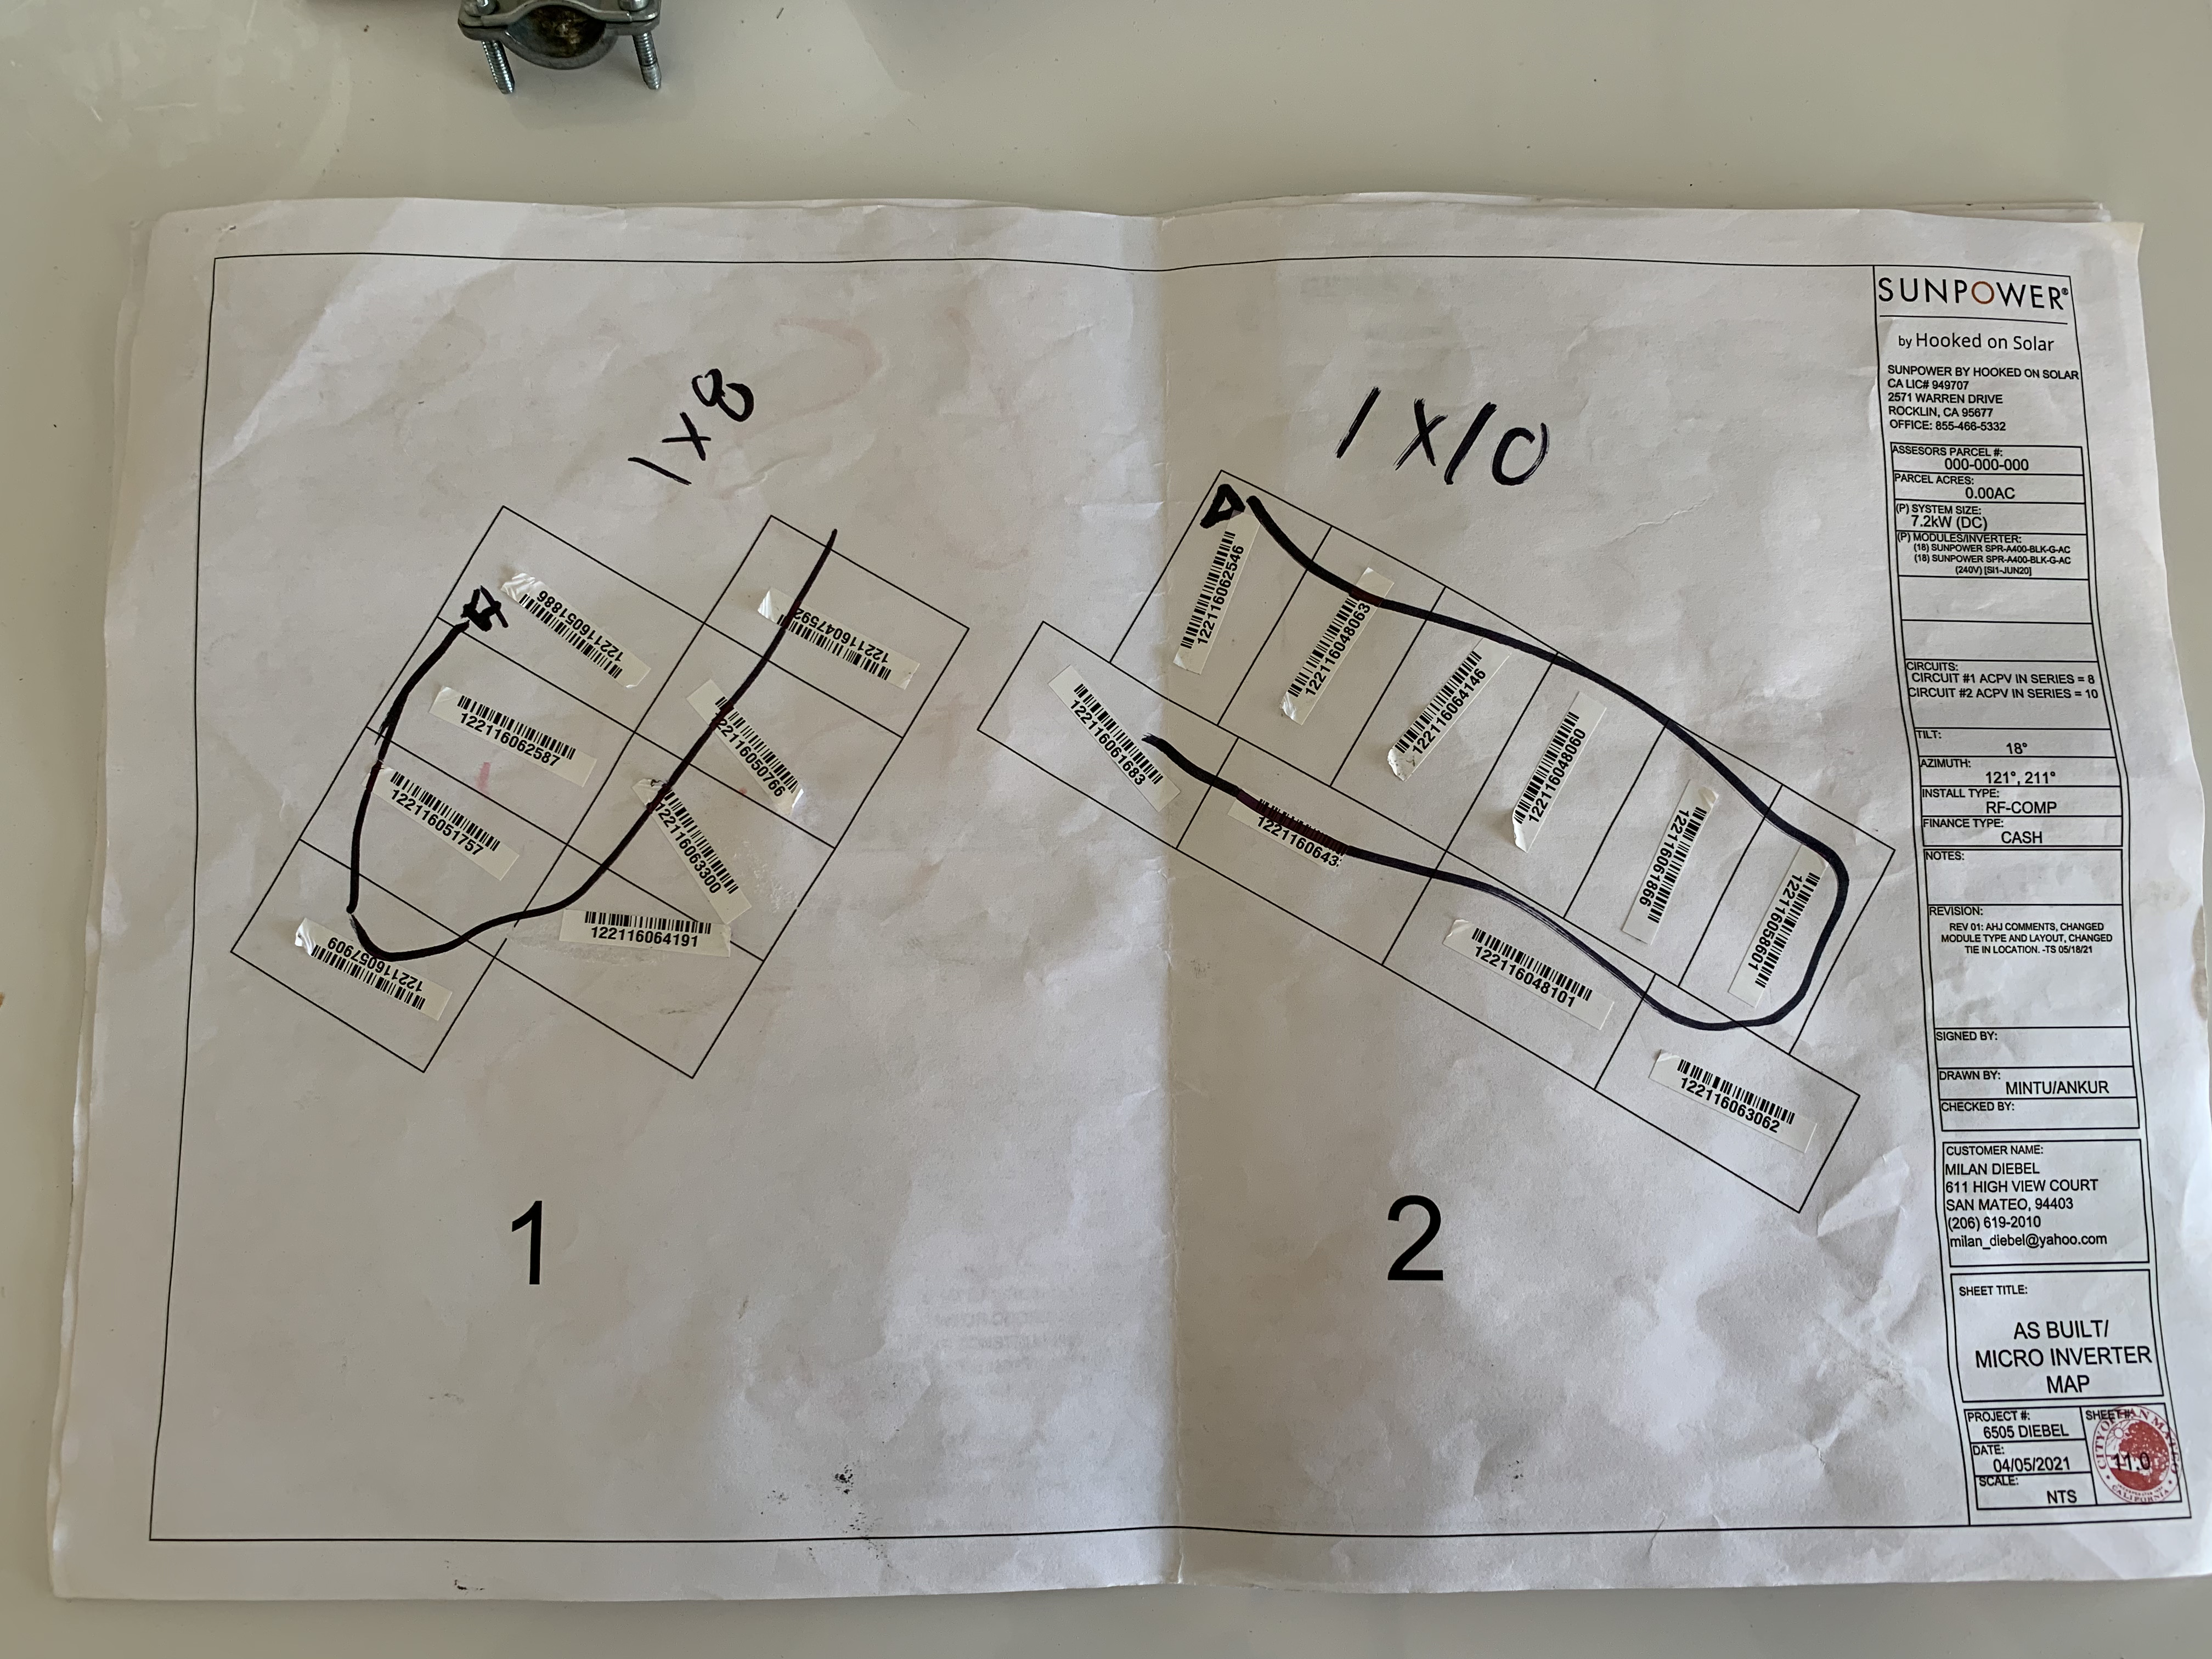 1 X 8
122116057909
122116051757
122116062587
122116051886
122116064191
122116063300
122116050766
122116047592
1
1 X 10
122116061683
122116062546
122116048063
122116064146
122116048060
122116061866
122116058601
122116048101
122116063062
2
SUNPOWER®
by Hooked on Solar
SUNPOWER BY HOOKED ON SOLAR
CA LIC# 949707
2571 WARREN DRIVE
ROCKLIN, CA 95677
OFFICE: 855-466-5332
ASSESORS PARCEL #:
000-000-000
PARCEL ACRES:
0.00AC
(P) SYSTEM SIZE:
7.2kW (DC)
(P) MODULES/INVERTER:
(18) SUNPOWER SPR-A400-BLK-G-AC
(18) SUNPOWER SPR-A400-BLK-G-AC
(240V) [SI1-JUN20]
CIRCUITS:
CIRCUIT #1 ACPV IN SERIES = 8
CIRCUIT #2 ACPV IN SERIES = 10
TILT:
18°
AZIMUTH:
121°, 211°
INSTALL TYPE:
RF-COMP
FINANCE TYPE:
CASH
NOTES:
REVISION:
REV 01: AHJ COMMENTS, CHANGED
MODULE TYPE AND LAYOUT, CHANGED
TIE IN LOCATION. -TS 05/18/21
SIGNED BY:
DRAWN BY:
MINTU/ANKUR
CHECKED BY:
CUSTOMER NAME:
MILAN DIEBEL
611 HIGH VIEW COURT
SAN MATEO, 94403
(206) 619-2010
milan_diebel@yahoo.com
SHEET TITLE:
AS BUILT/
MICRO INVERTER
MAP
PROJECT #:
6505 DIEBEL
DATE:
04/05/2021
SCALE:
NTS
SHEET#:
11.0